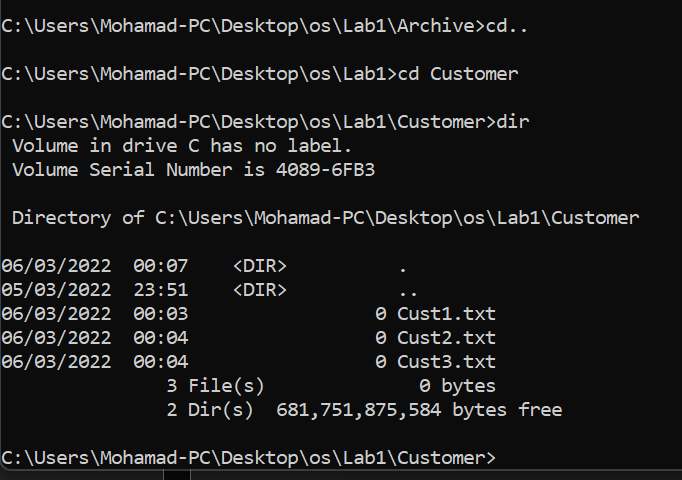 C:\Users\Mohamad-PC\Desktop\os\Lab1\Archive>cd..
C:\Users\Mohamad-PC\Desktop\os\Lab1>cd Customer
C:\Users\Mohamad-PC\Desktop\os\Lab1\Customer>dir
 Volume in drive C has no label.
 Volume Serial Number is 4089-6FB3
 Directory of C:\Users\Mohamad-PC\Desktop\os\Lab1\Customer
06/03/2022  00:07    <DIR>          .
05/03/2022  23:51    <DIR>          ..
06/03/2022  00:03                 0 Cust1.txt
06/03/2022  00:04                 0 Cust2.txt
06/03/2022  00:04                 0 Cust3.txt
               3 File(s)              0 bytes
               2 Dir(s)  681,751,875,584 bytes free
C:\Users\Mohamad-PC\Desktop\os\Lab1\Customer>